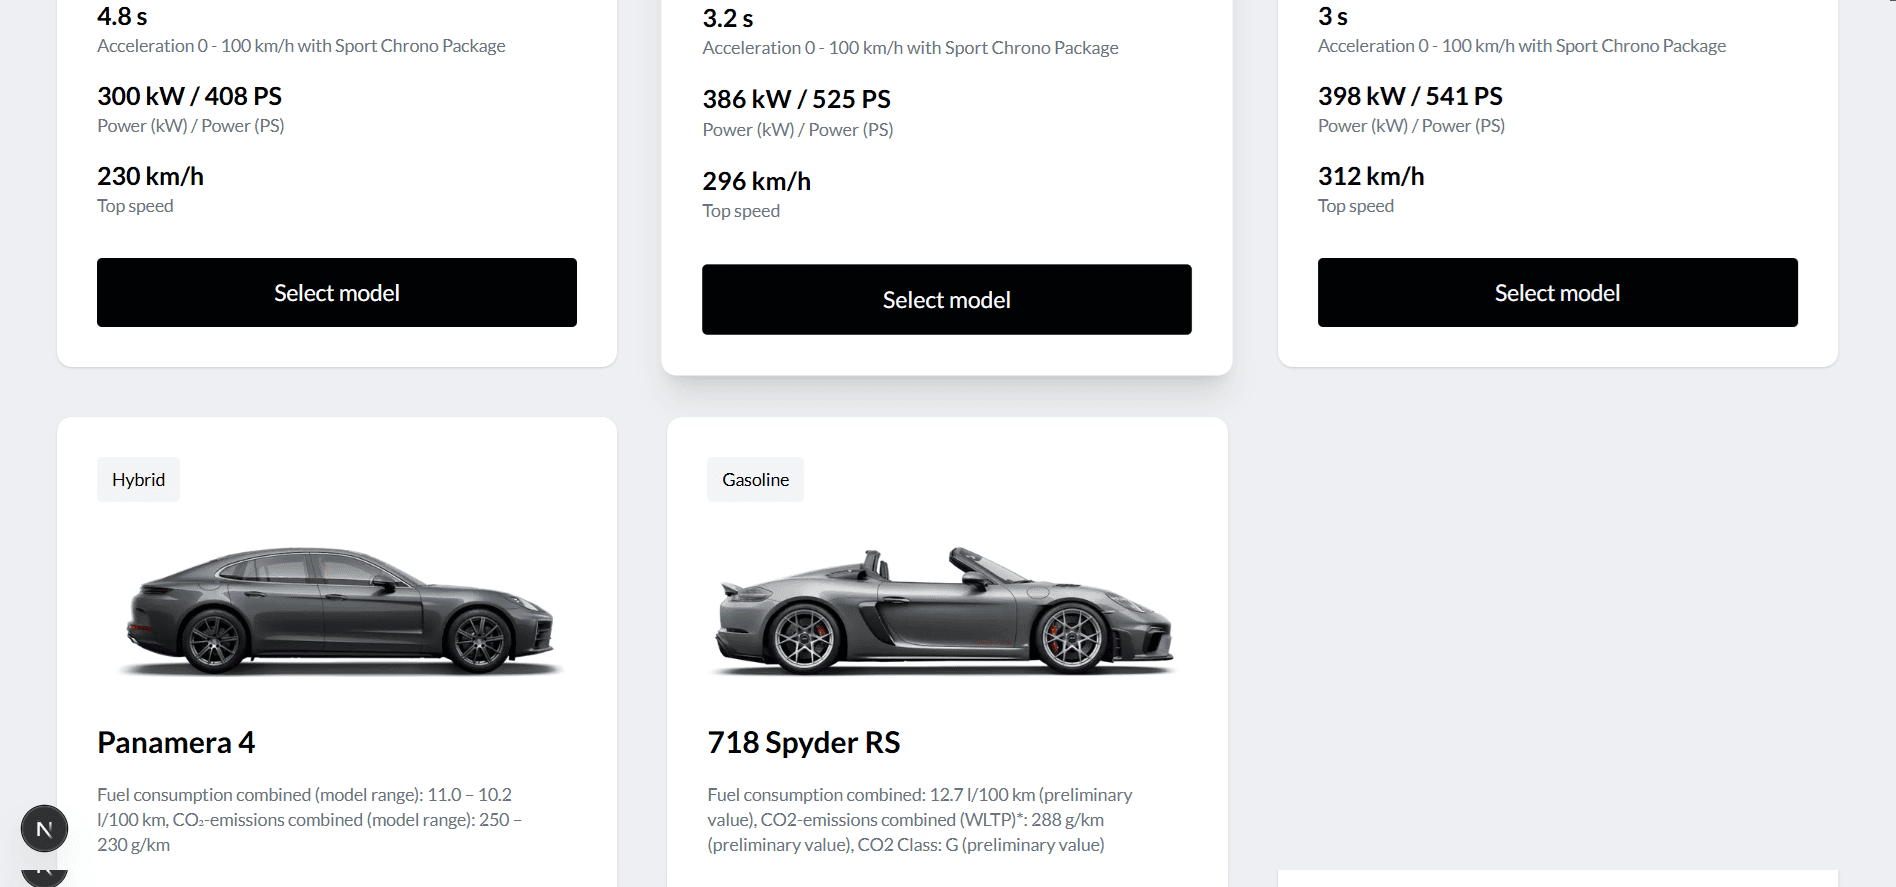 4.8 s
Acceleration 0 - 100 km/h with Sport Chrono Package
300 kW / 408 PS
Power (kW) / Power (PS)
230 km/h
Top speed
Select model
3.2 s
Acceleration 0 - 100 km/h with Sport Chrono Package
386 kW / 525 PS
Power (kW) / Power (PS)
296 km/h
Top speed
Select model
3 s
Acceleration 0 - 100 km/h with Sport Chrono Package
398 kW / 541 PS
Power (kW) / Power (PS)
312 km/h
Top speed
Select model
Hybrid
Panamera 4
Fuel consumption combined (model range): 11.0 – 10.2
l/100 km, CO₂-emissions combined (model range): 250 –
230 g/km
Gasoline
718 Spyder RS
Fuel consumption combined: 12.7 l/100 km (preliminary
value), CO2-emissions combined (WLTP)*: 288 g/km
(preliminary value), CO2 Class: G (preliminary value)
N